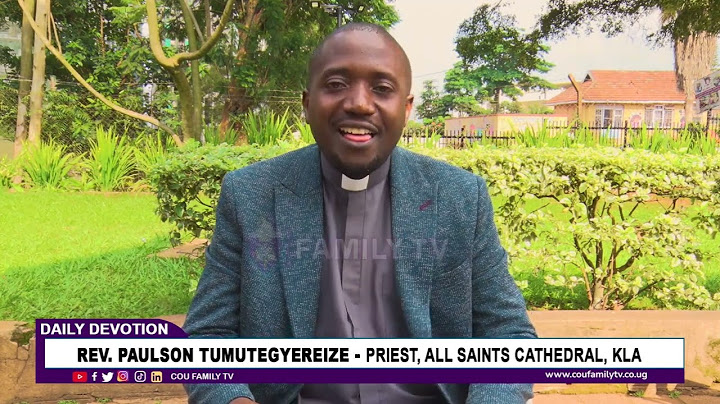 FAMILY TV
DAILY DEVOTION
REV. PAULSON TUMUTEGYEREIZE - PRIEST, ALL SAINTS CATHEDRAL, KLA
COU FAMILY TV
www.coufamilytv.co.ug